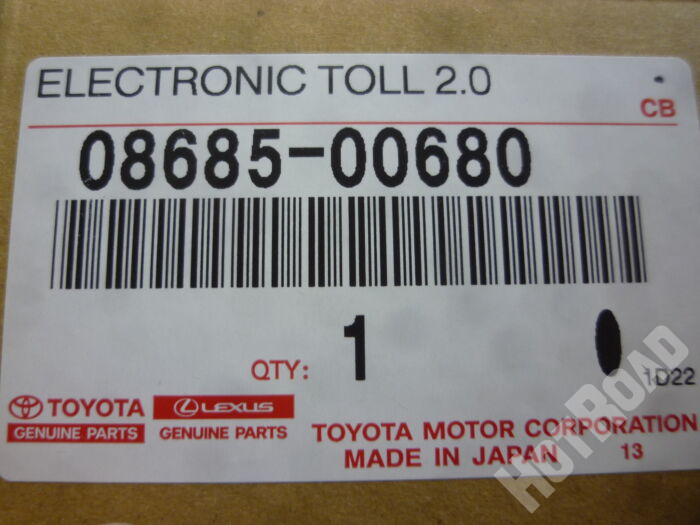 ELECTRONIC TOLL 2.0
CB
08685-00680
QTY: 1
1D22
TOYOTA LEXUS
GENUINE PARTS GENUINE PARTS
TOYOTA MOTOR CORPORATION
MADE IN JAPAN 13
HOTROAD